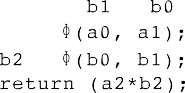 b1 b0
Φ(a0, a1);
b2 Φ(b0, b1);
return (a2*b2);